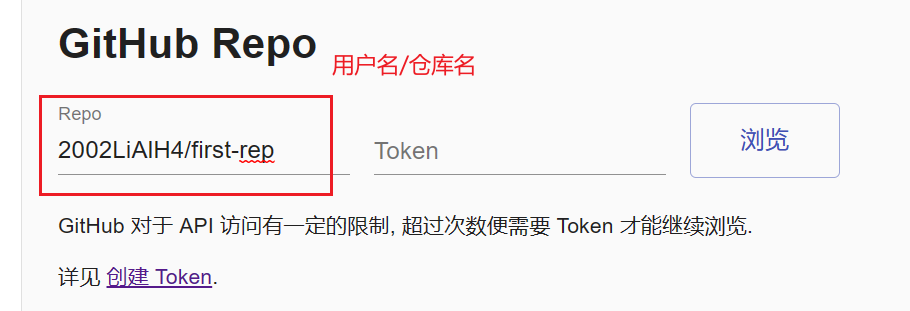 GitHub Repo
用户名/仓库名
Repo
2002LiAlH4/first-rep
Token
浏览
GitHub 对于 API 访问有一定的限制, 超过次数便需要 Token 才能继续浏览.
详见 创建 Token.